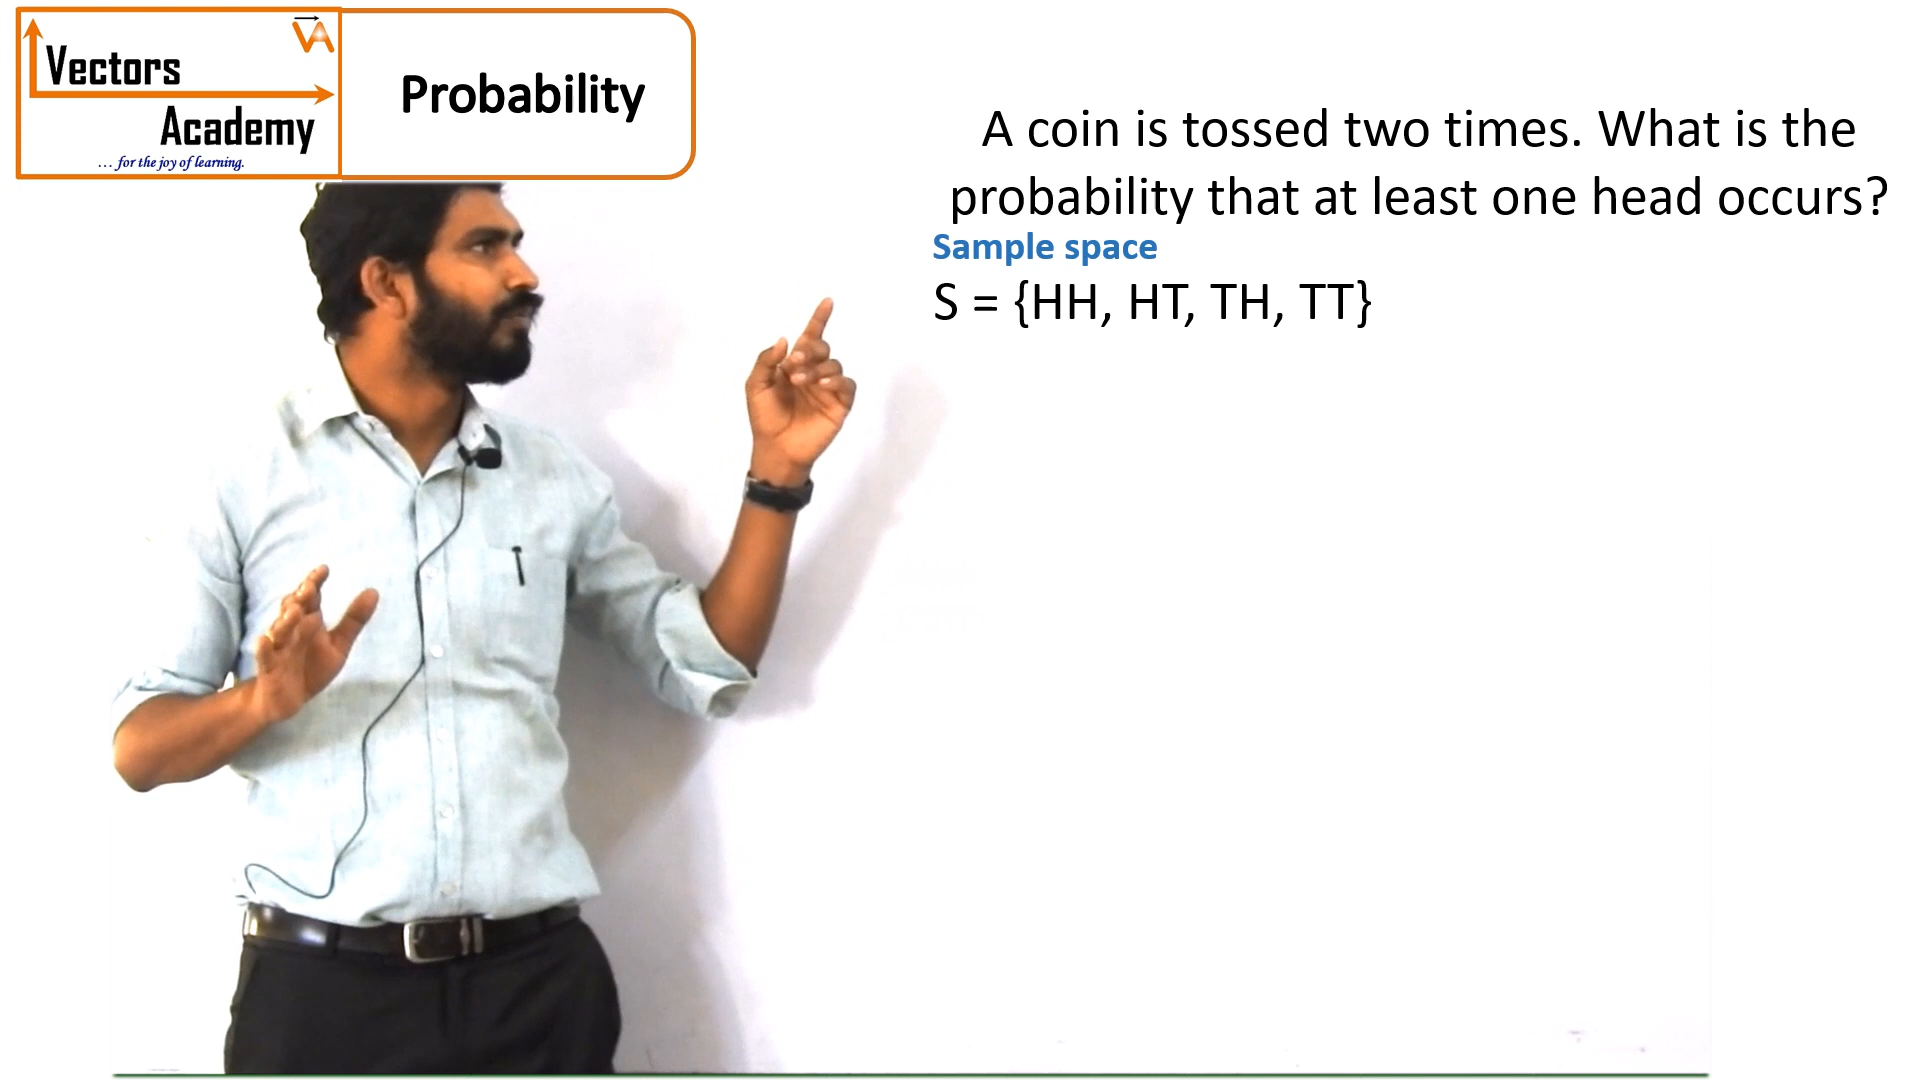 VA
Vectors
Academy
... for the joy of learning.
Probability
A coin is tossed two times. What is the
probability that at least one head occurs?
Sample space
S = {HH, HT, TH, TT}